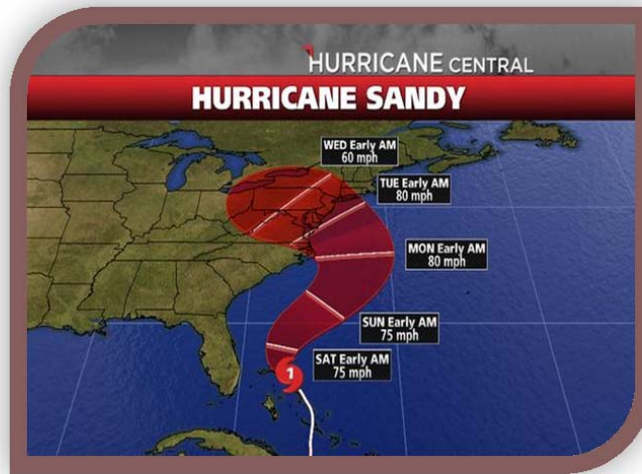 HURRICANE CENTRAL
HURRICANE SANDY
WED Early AM
60 mph
TUE Early AM
80 mph
MON Early AM
80 mph
SUN Early AM
75 mph
SAT Early AM
75 mph
1